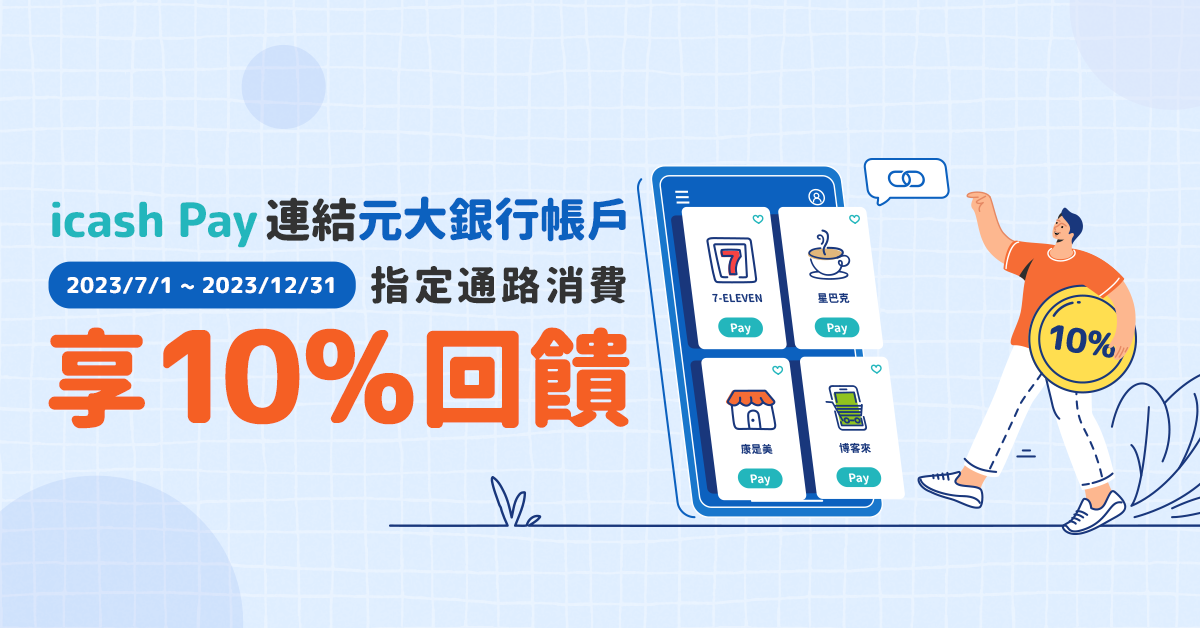 icash Pay 連結元大銀行帳戶
2023/7/1 ~ 2023/12/31 指定通路消費
享10%回饋
7
7-ELEVEN
Pay
星巴克
Pay
康是美
Pay
博客來
Pay
10%